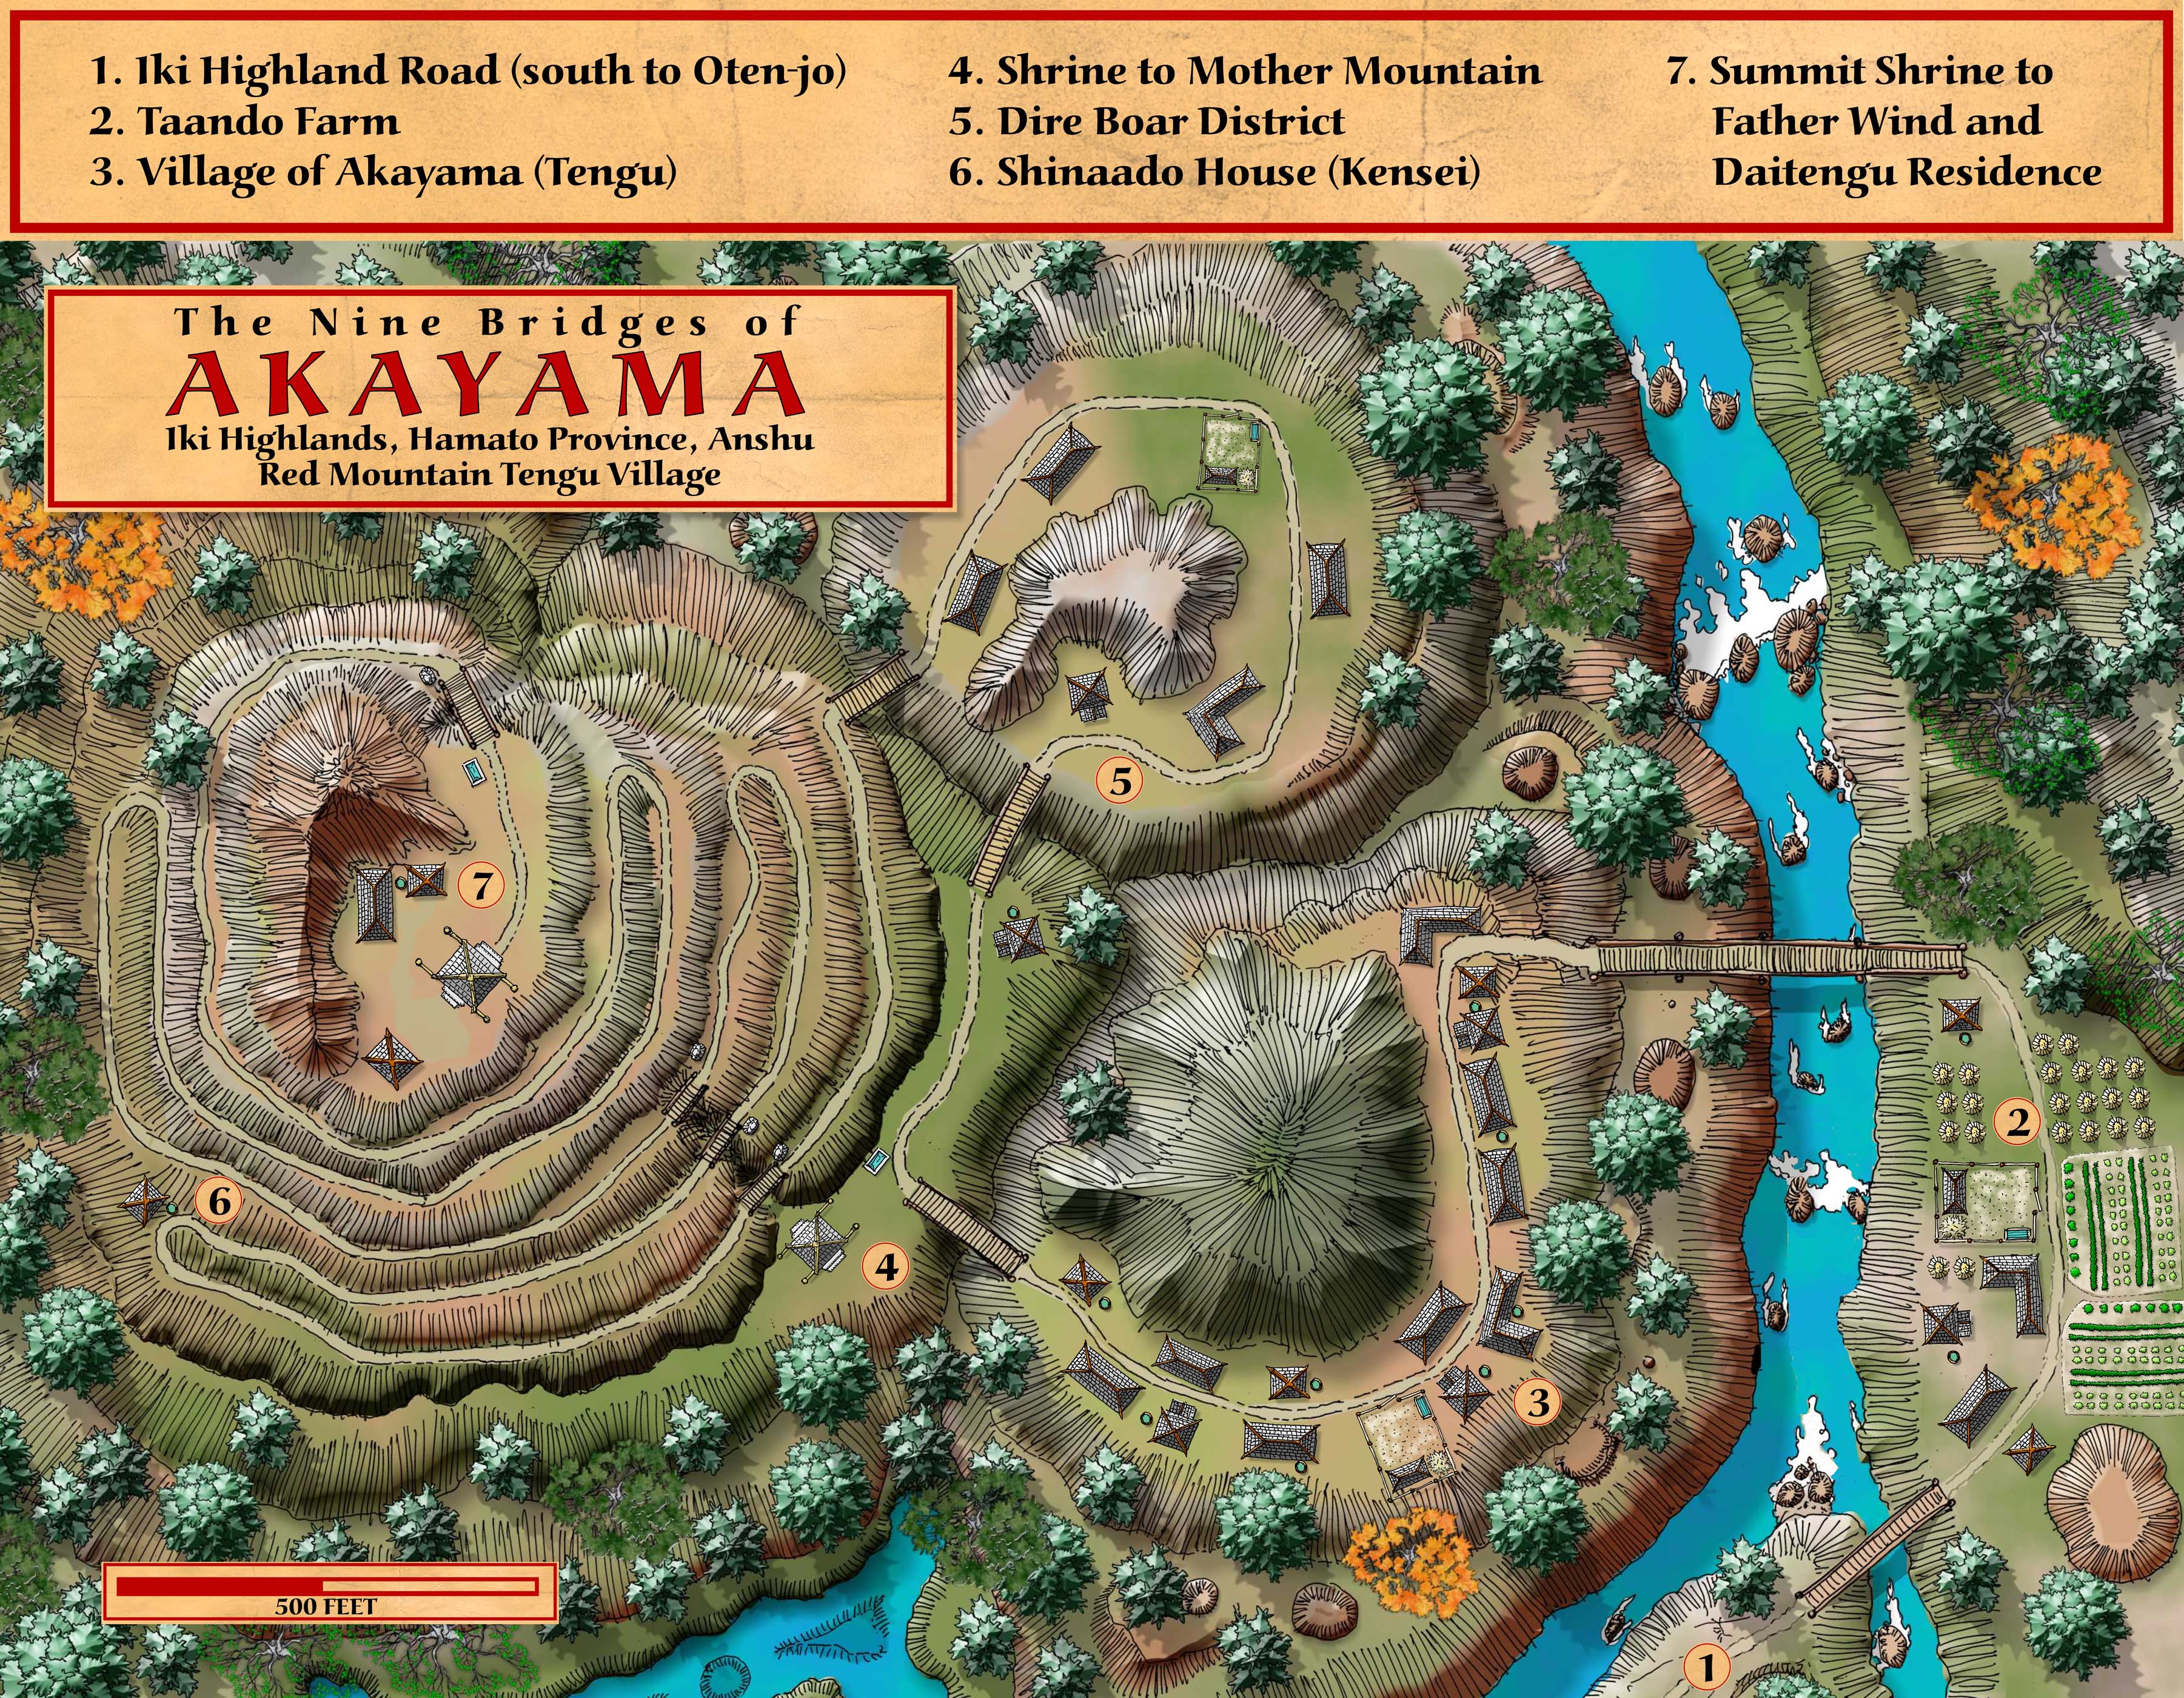 1. Iki Highland Road (south to Oten-jo)
2. Taando Farm
3. Village of Akayama (Tengu)
4. Shrine to Mother Mountain
5. Dire Boar District
6. Shinaado House (Kensei)
7. Summit Shrine to
Father Wind and
Daitengu Residence
The Nine Bridges of
AKAYAMA
Iki Highlands, Hamato Province, Anshu
Red Mountain Tengu Village
5
7
2
6
4
3
500 FEET
1